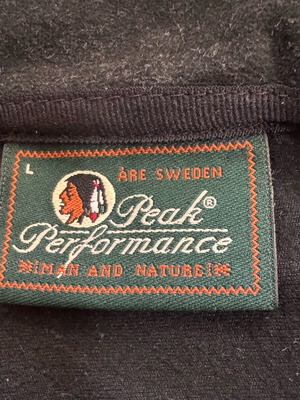 L
ÅRE SWEDEN
Peak®
Performance
MAN AND NATURE